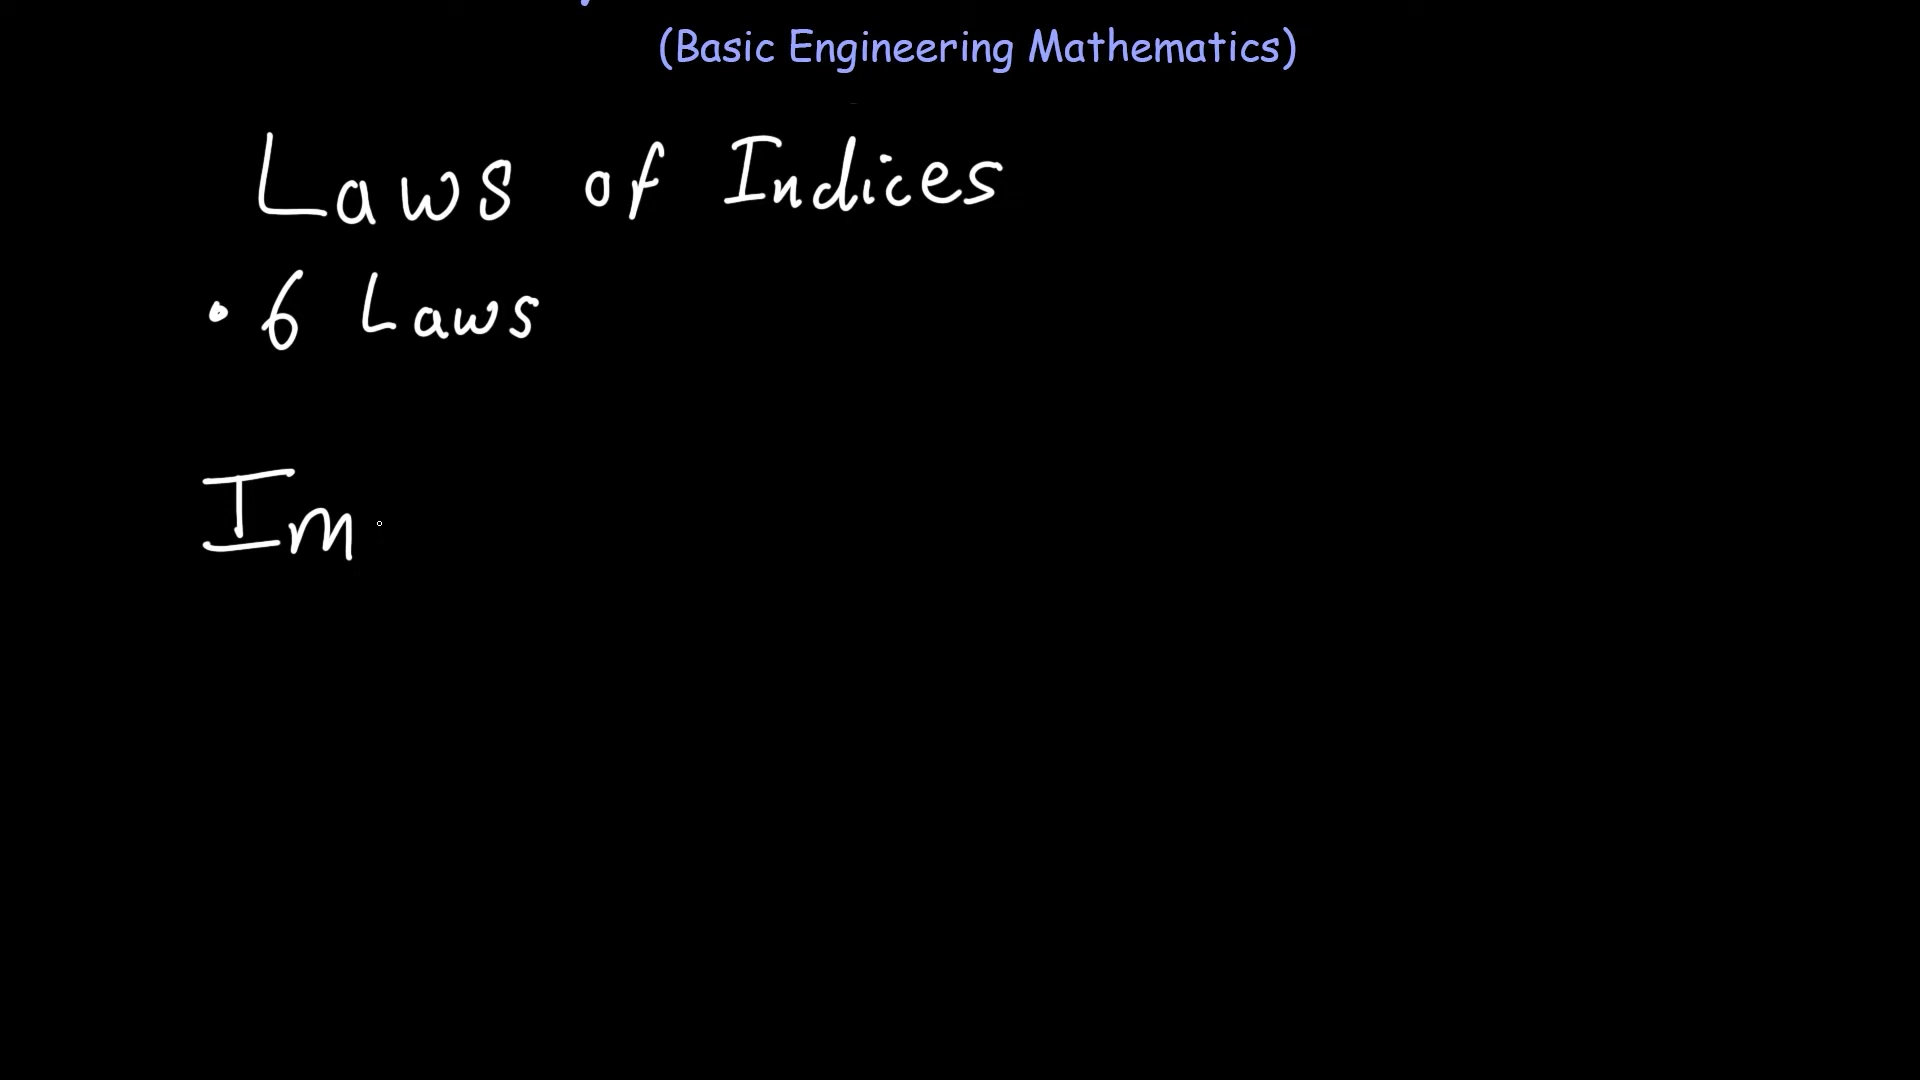 (Basic Engineering Mathematics)
Laws of Indices
• 6 Laws
Im